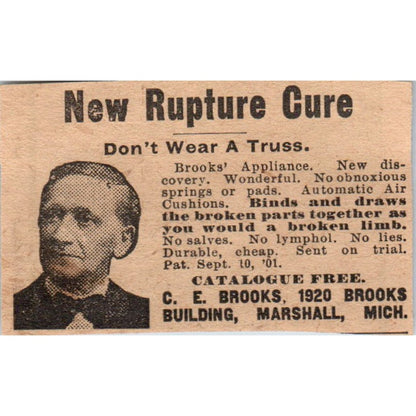 New Rupture Cure
Don't Wear A Truss.
Brooks' Appliance. New dis-
covery. Wonderful. No obnoxious
springs or pads. Automatic Air
Cushions. Binds and draws
the broken parts together as
you would a broken limb.
No salves. No lymphol. No lies.
Durable, cheap. Sent on trial.
Pat. Sept. 10, '01.
CATALOGUE FREE.
C. E. BROOKS, 1920 BROOKS
BUILDING, MARSHALL, MICH.